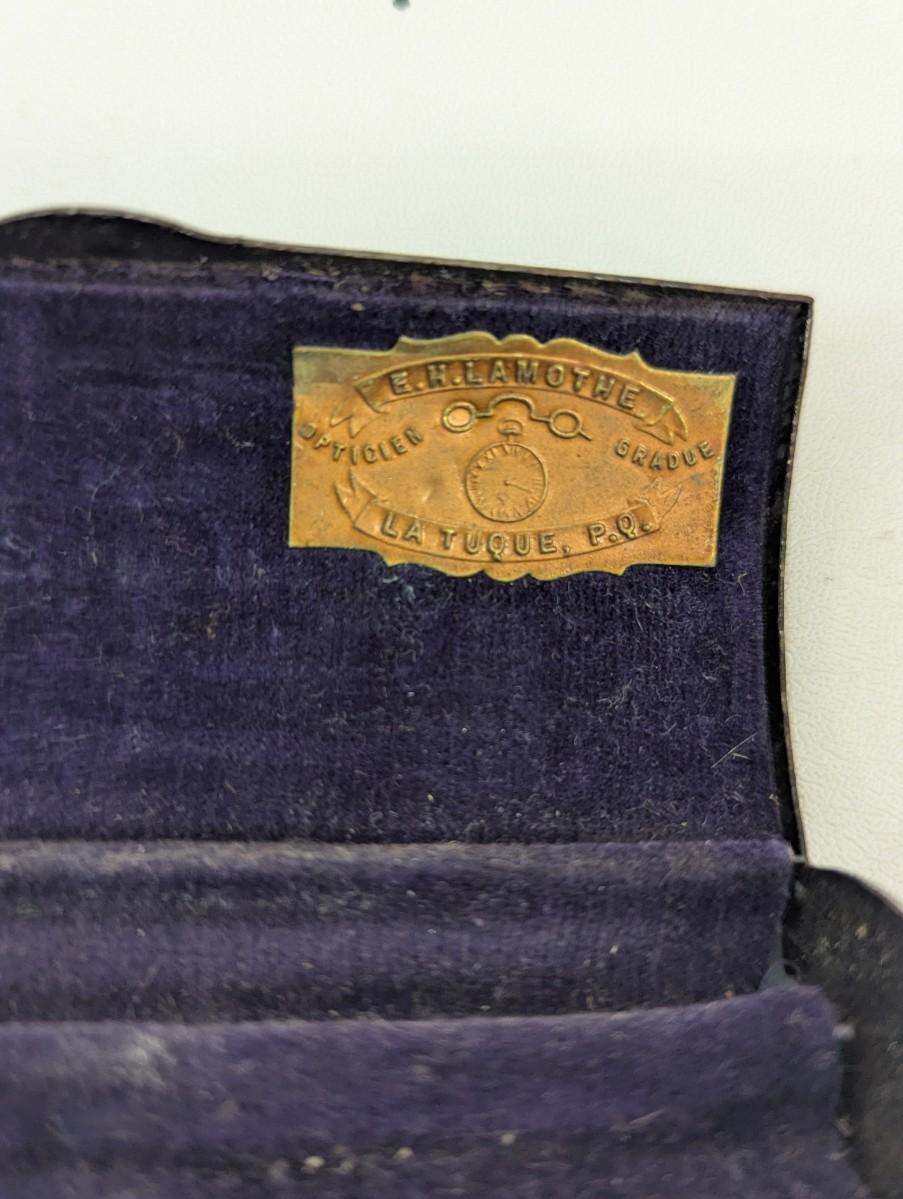 E.H.LAMOTHE
OPTICIEN GRADUE
LA TUQUE, P.Q.